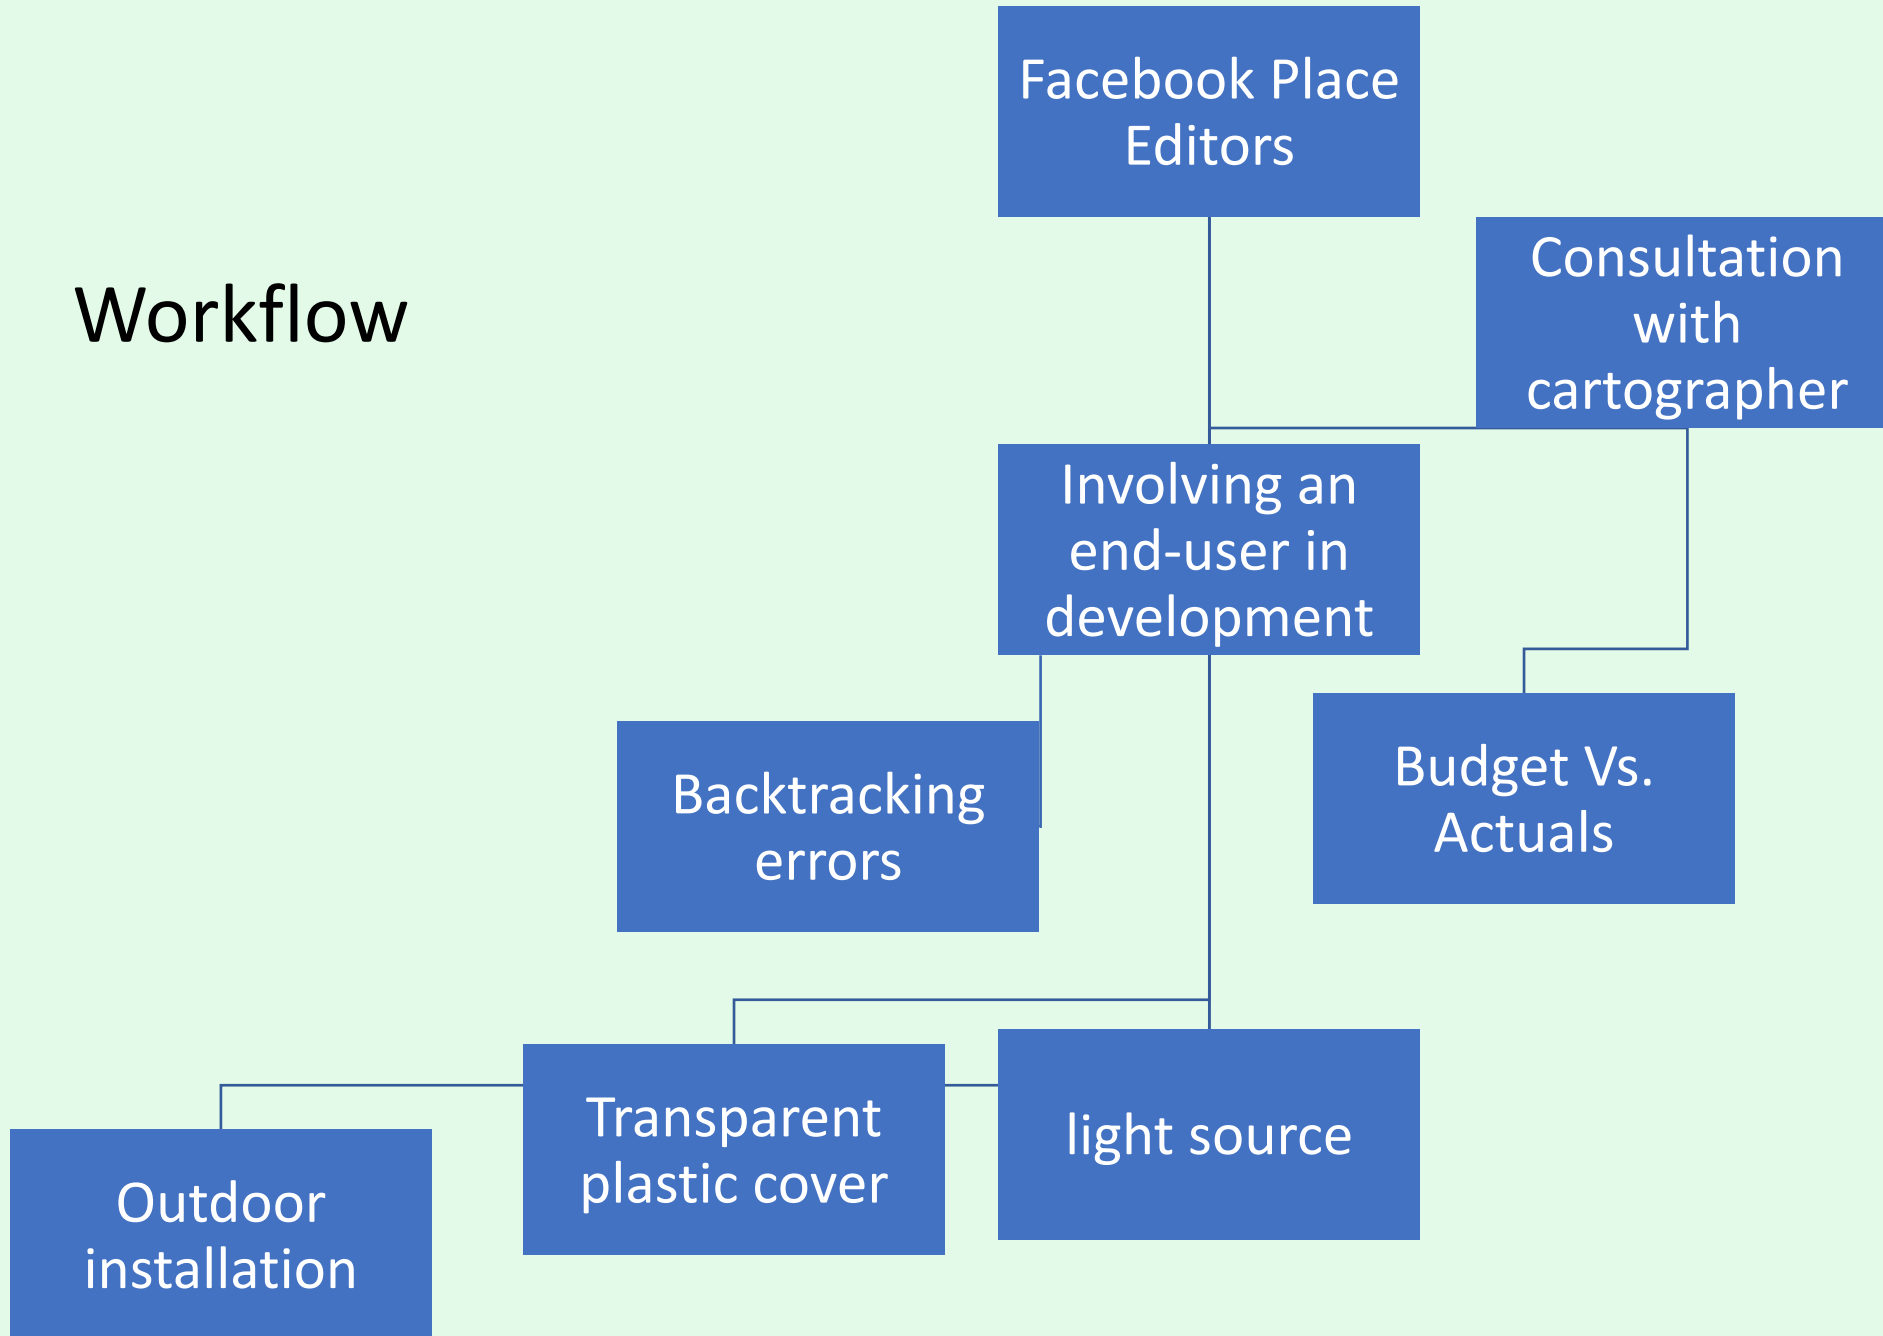 Workflow
Facebook Place
Editors
Consultation
with
cartographer
Involving an
end-user in
development
Backtracking
errors
Budget Vs.
Actuals
Transparent
plastic cover
light source
Outdoor
installation